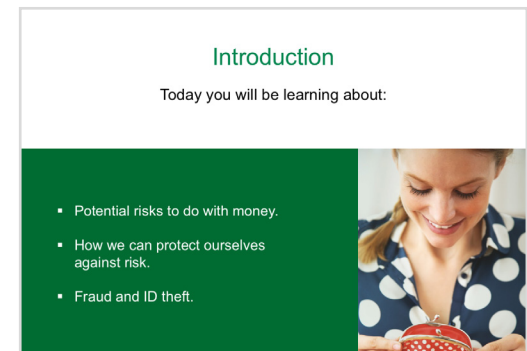 Introduction
Today you will be learning about:
▪ Potential risks to do with money.
▪ How we can protect ourselves
against risk.
▪ Fraud and ID theft.